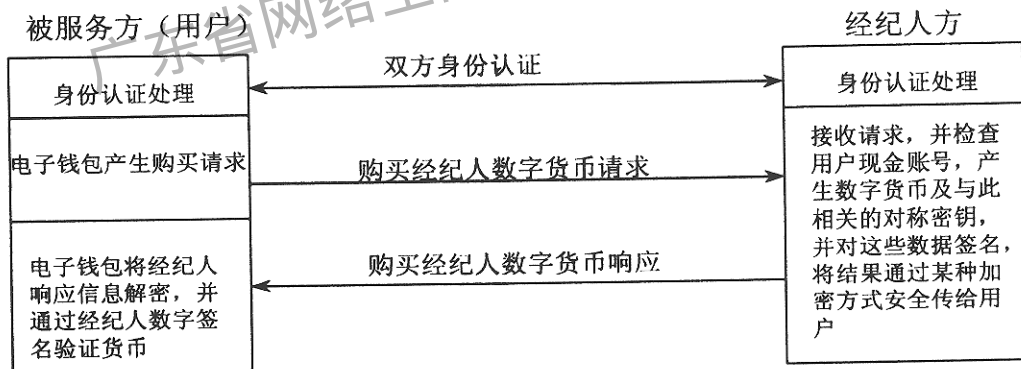 被服务方（用户）
经纪人方
广东省网络空
双方身份认证
身份认证处理
身份认证处理
电子钱包产生购买请求
购买经纪人数字货币请求
接收请求，并检查
用户现金账号，产
生数字货币及与此
相关的对称密钥，
并对这些数据签名，
将结果通过某种加
密方式安全传给用
户
购买经纪人数字货币响应
电子钱包将经纪人
响应信息解密，并
通过经纪人数字签
名验证货币